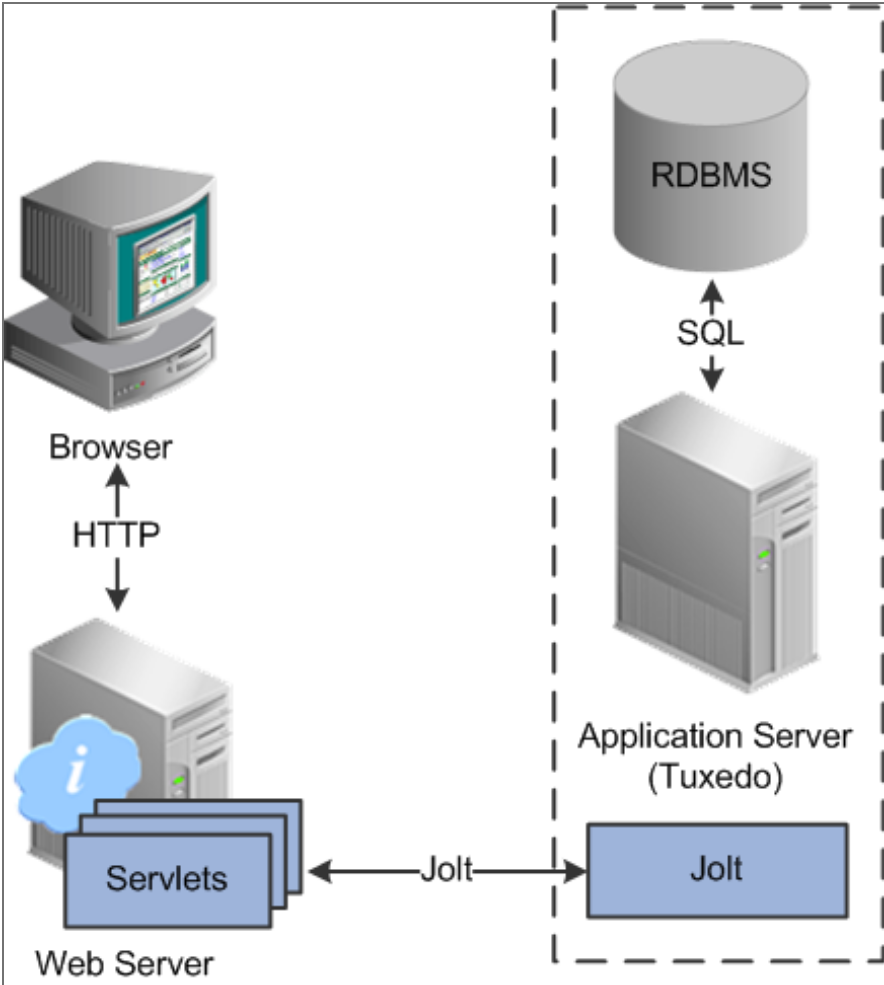 RDBMS
SQL
Browser
HTTP
Application Server
(Tuxedo)
i
Servlets
Jolt
Jolt
Web Server